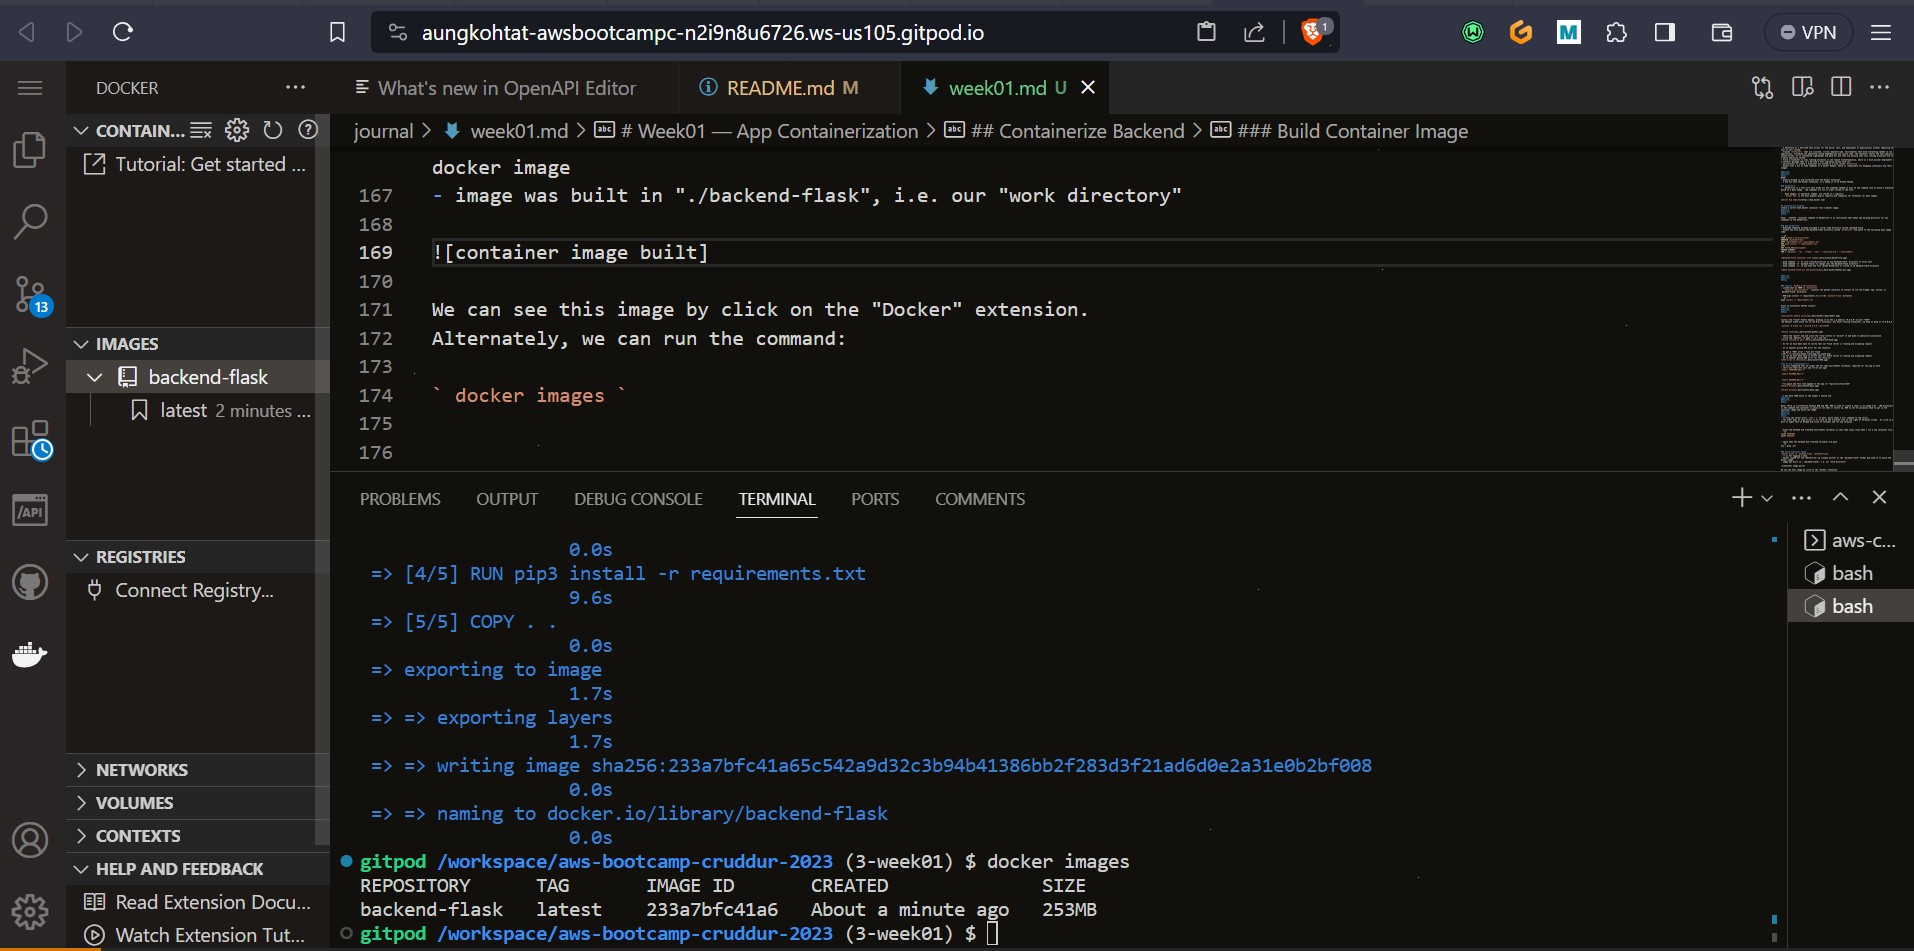 aungkohtat-awsbootcampc-n2i9n8u6726.ws-us105.gitpod.io
1
M
VPN
DOCKER
What's new in OpenAPI Editor
README.md M
week01.md U
CONTAIN...
Tutorial: Get started ...
journal > week01.md > # Week01 — App Containerization > ## Containerize Backend > ### Build Container Image
docker image
167 - image was built in "./backend-flask", i.e. our "work directory"
168
169 ![container image built]
170
171 We can see this image by click on the "Docker" extension.
172 Alternately, we can run the command:
173
174 ` docker images `
175
176
13
IMAGES
backend-flask
latest 2 minutes ...
/API
REGISTRIES
Connect Registry...
NETWORKS
VOLUMES
CONTEXTS
HELP AND FEEDBACK
Read Extension Docu...
Watch Extension Tut...
PROBLEMS OUTPUT DEBUG CONSOLE TERMINAL PORTS COMMENTS
0.0s
=> [4/5] RUN pip3 install -r requirements.txt
9.6s
=> [5/5] COPY . .
0.0s
=> exporting to image
1.7s
=> => exporting layers
1.7s
=> => writing image sha256:233a7bfc41a65c542a9d32c3b94b41386bb2f283d3f21ad6d0e2a31e0b2bf008
0.0s
=> => naming to docker.io/library/backend-flask
0.0s
gitpod /workspace/aws-bootcamp-cruddur-2023 (3-week01) $ docker images
REPOSITORY TAG IMAGE ID CREATED SIZE
backend-flask latest 233a7bfc41a6 About a minute ago 253MB
gitpod /workspace/aws-bootcamp-cruddur-2023 (3-week01) $
aws-c...
bash
bash